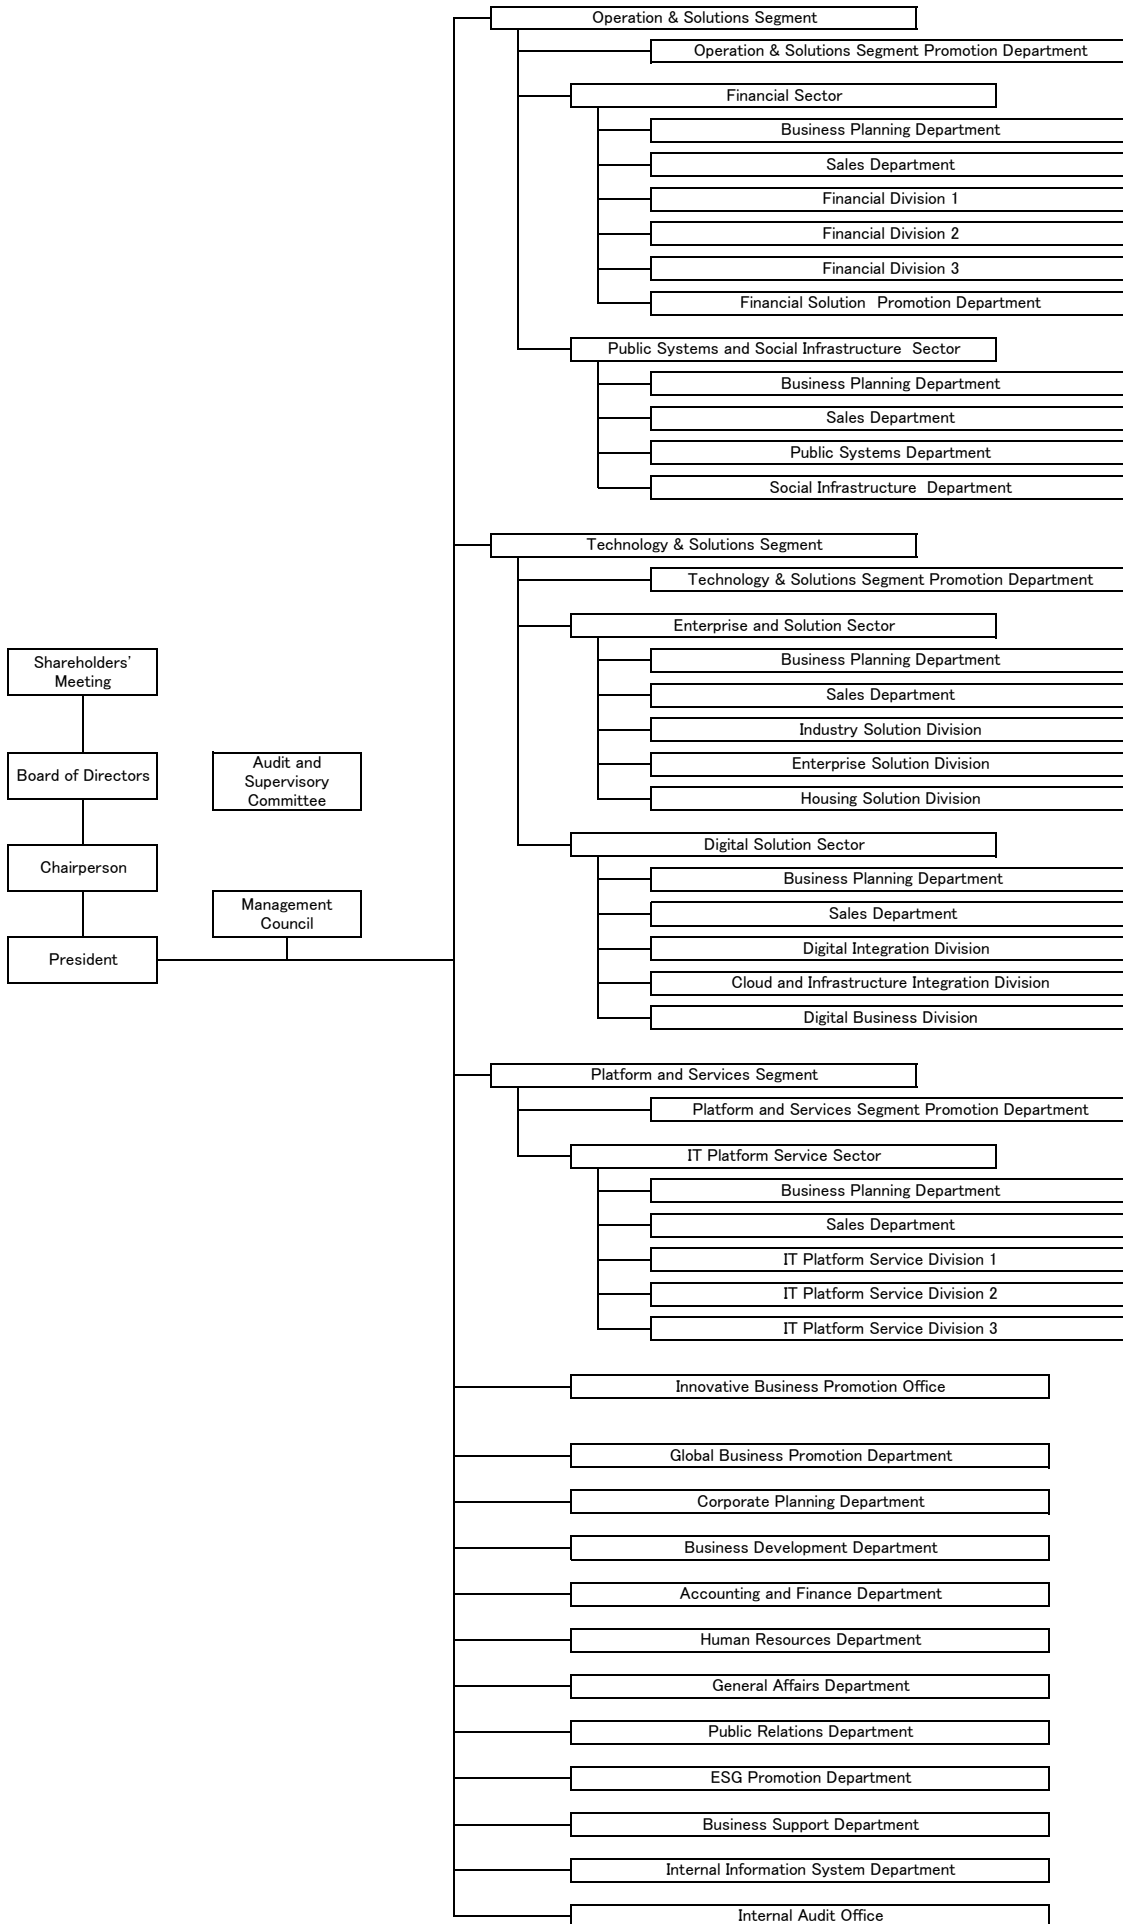 Shareholders'
Meeting
Board of Directors
Audit and
Supervisory
Committee
Chairperson
Management
Council
President
Operation & Solutions Segment
Operation & Solutions Segment Promotion Department
Financial Sector
Business Planning Department
Sales Department
Financial Division 1
Financial Division 2
Financial Division 3
Financial Solution Promotion Department
Public Systems and Social Infrastructure Sector
Business Planning Department
Sales Department
Public Systems Department
Social Infrastructure Department
Technology & Solutions Segment
Technology & Solutions Segment Promotion Department
Enterprise and Solution Sector
Business Planning Department
Sales Department
Industry Solution Division
Enterprise Solution Division
Housing Solution Division
Digital Solution Sector
Business Planning Department
Sales Department
Digital Integration Division
Cloud and Infrastructure Integration Division
Digital Business Division
Platform and Services Segment
Platform and Services Segment Promotion Department
IT Platform Service Sector
Business Planning Department
Sales Department
IT Platform Service Division 1
IT Platform Service Division 2
IT Platform Service Division 3
Innovative Business Promotion Office
Global Business Promotion Department
Corporate Planning Department
Business Development Department
Accounting and Finance Department
Human Resources Department
General Affairs Department
Public Relations Department
ESG Promotion Department
Business Support Department
Internal Information System Department
Internal Audit Office